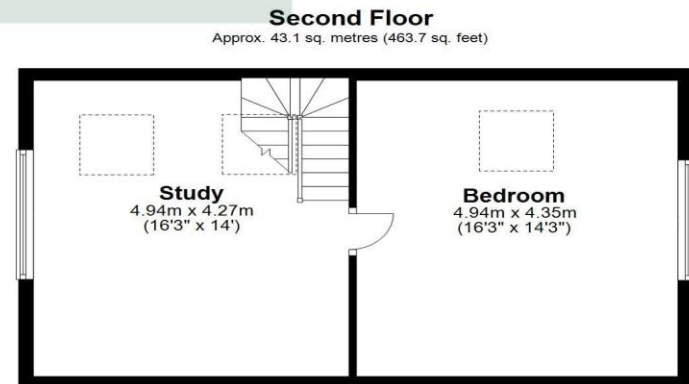 Second Floor
Approx. 43.1 sq. metres (463.7 sq. feet)
Study
4.94m x 4.27m
(16'3" x 14')
Bedroom
4.94m x 4.35m
(16'3" x 14'3")